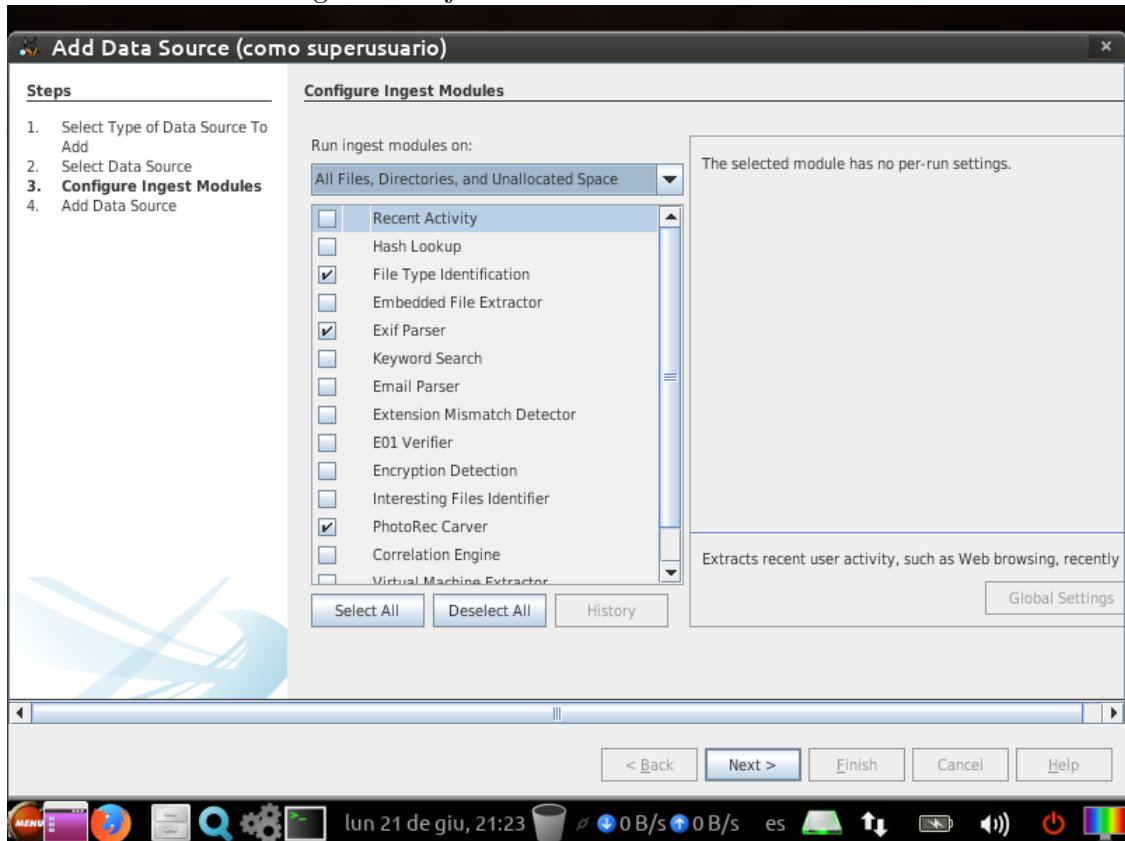 Add Data Source (como superusuario)
Steps
1. Select Type of Data Source To
Add
2. Select Data Source
3. Configure Ingest Modules
4. Add Data Source
Configure Ingest Modules
Run ingest modules on:
All Files, Directories, and Unallocated Space
Recent Activity
Hash Lookup
File Type Identification
Embedded File Extractor
Exif Parser
Keyword Search
Email Parser
Extension Mismatch Detector
E01 Verifier
Encryption Detection
Interesting Files Identifier
PhotoRec Carver
Correlation Engine
Virtual Machine Extractor
Select All Deselect All History
The selected module has no per-run settings.
Extracts recent user activity, such as Web browsing, recently
Global Settings
< Back Next > Finish Cancel Help
MENU lun 21 de giu, 21:23 0 B/s 0 B/s es